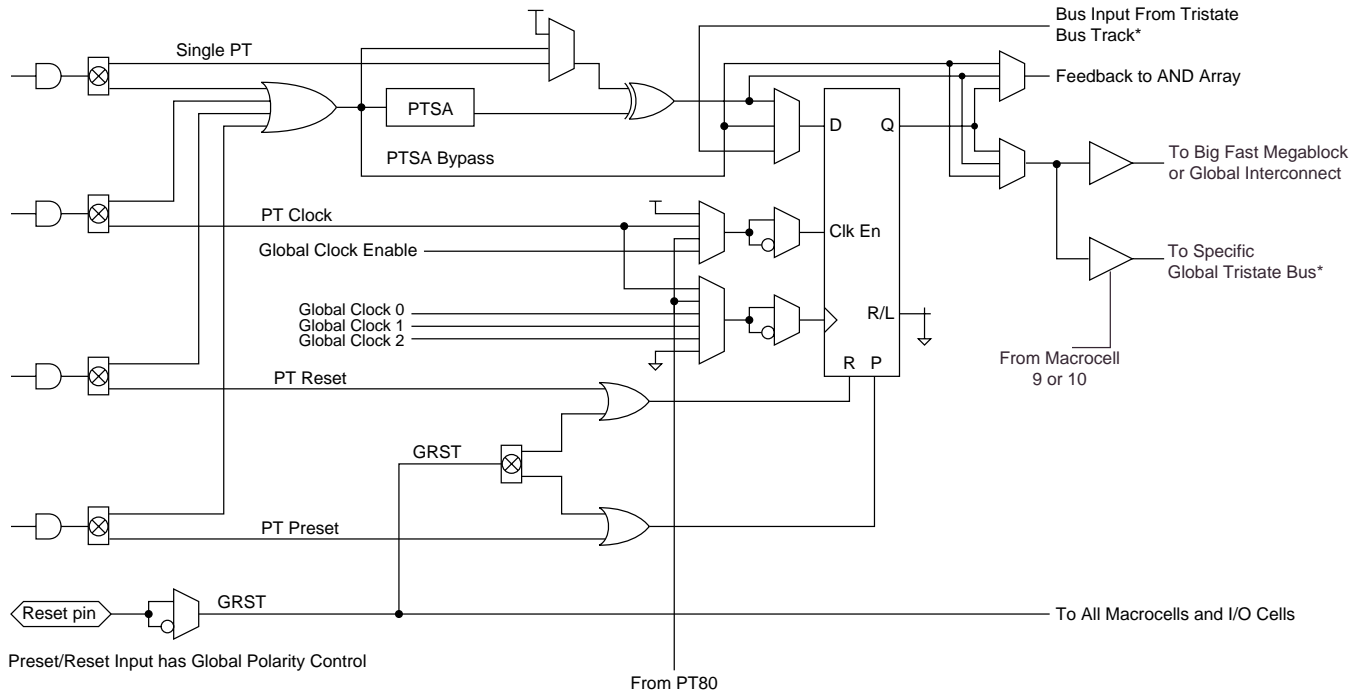 Bus Input From Tristate
Bus Track*
Single PT
Feedback to AND Array
PTSA
D
Q
PTSA Bypass
To Big Fast Megablock
or Global Interconnect
PT Clock
Clk En
Global Clock Enable
To Specific
Global Tristate Bus*
Global Clock 0
Global Clock 1
Global Clock 2
R/L
From Macrocell
9 or 10
R P
PT Reset
GRST
PT Preset
Reset pin
GRST
To All Macrocells and I/O Cells
Preset/Reset Input has Global Polarity Control
From PT80